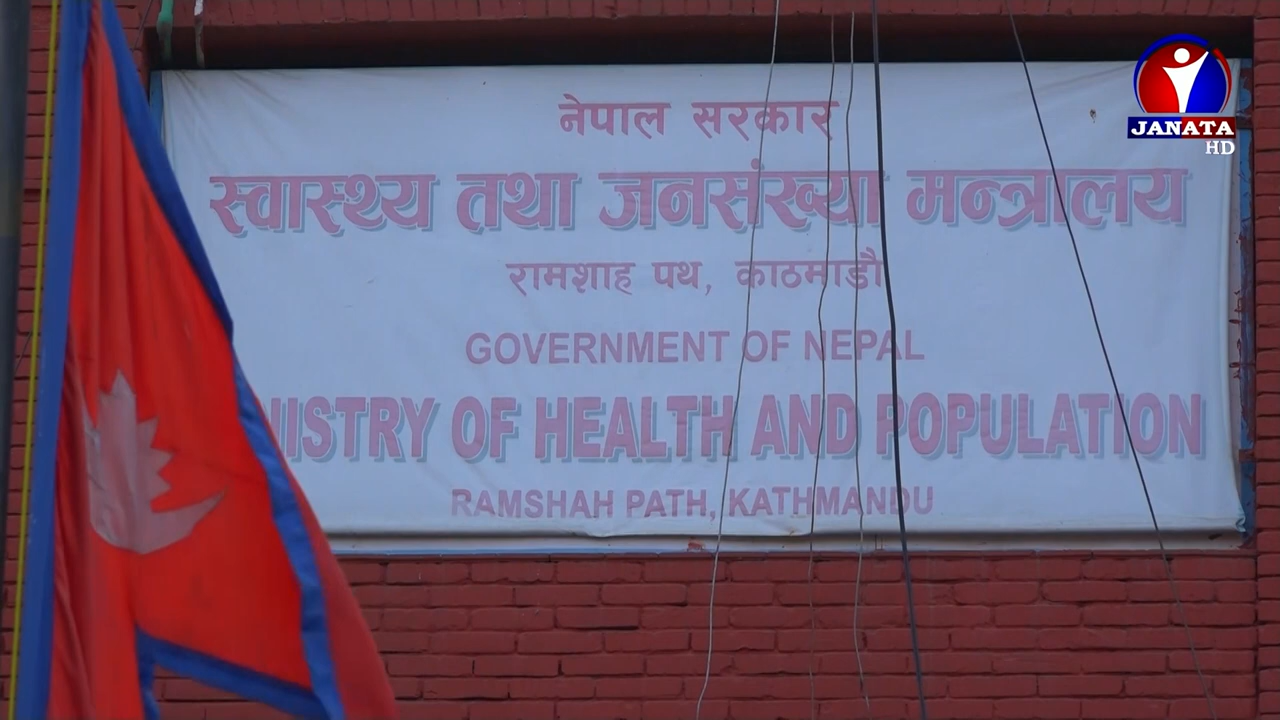 नेपाल सरकार
स्वास्थ्य तथा जनसंख्या मन्त्रालय
रामशाह पथ, काठमाडौं
GOVERNMENT OF NEPAL
NISTRY OF HEALTH AND POPULATION
RAMSHAH PATH, KATHMANDU
JANATA
HD